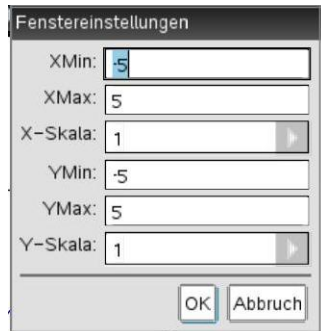 Fenstereinstellungen
XMin: -5
XMax: 5
X-Skala: 1
YMin: -5
YMax: 5
Y-Skala: 1
OK Abbruch